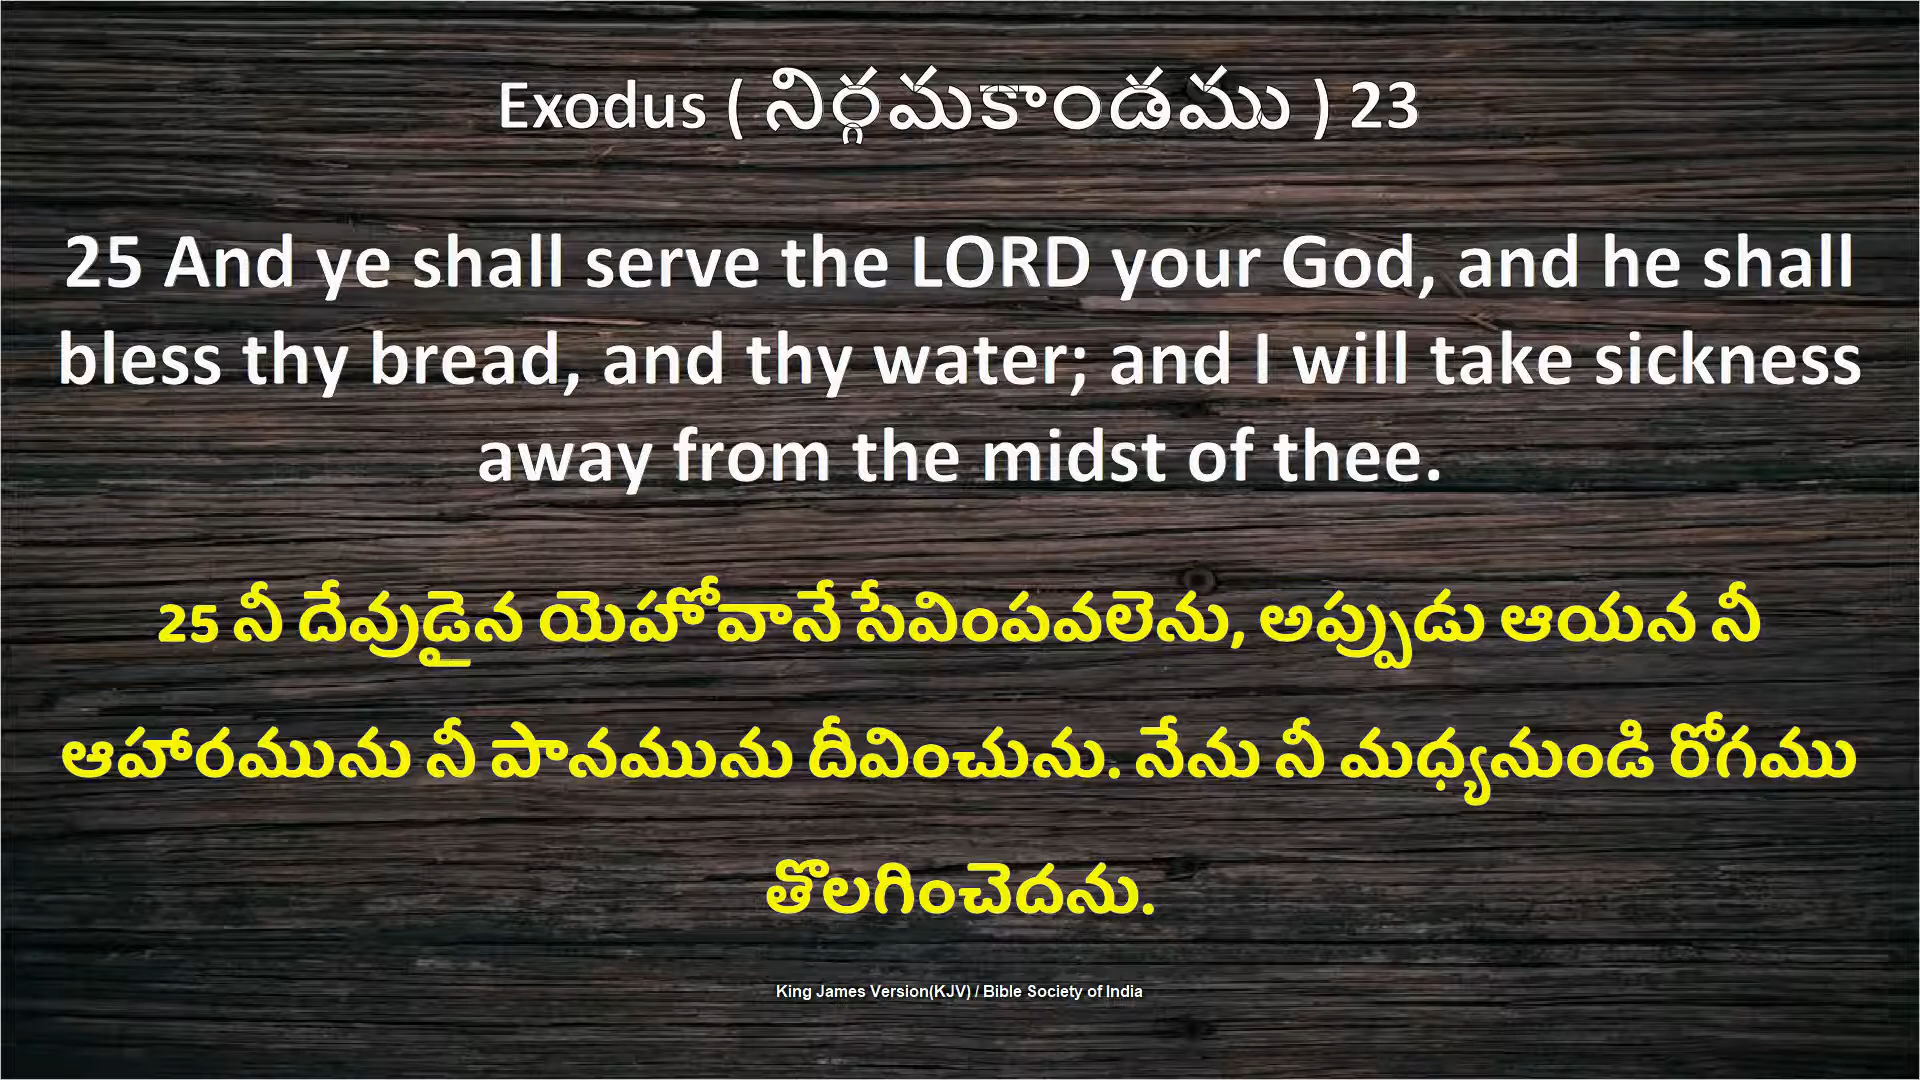 Exodus ( నిర్గమకాండము ) 23
25 And ye shall serve the LORD your God, and he shall
bless thy bread, and thy water; and I will take sickness
away from the midst of thee.
25 నీ దేవుడైన యెహోవానే సేవింపవలెను, అప్పుడు ఆయన నీ
ఆహారమును నీ పానమును దీవించును. నేను నీ మధ్యనుండి రోగము
తొలగించెదను.
King James Version(KJV) / Bible Society of India